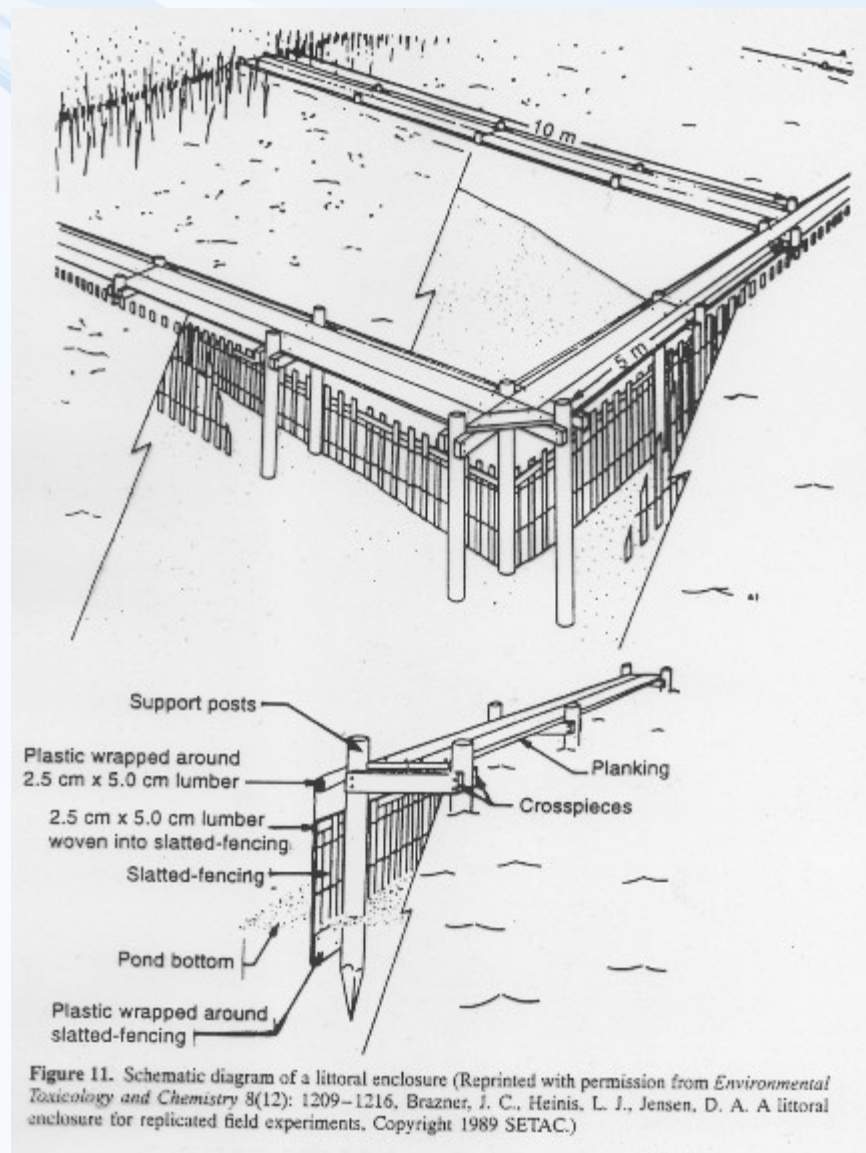 10 m
5 m
Support posts
Plastic wrapped around
2.5 cm x 5.0 cm lumber
2.5 cm x 5.0 cm lumber
woven into slatted-fencing
Slatted-fencing
Pond bottom
Plastic wrapped around
slatted-fencing
Planking
Crosspieces
Figure 11. Schematic diagram of a littoral enclosure (Reprinted with permission from Environmental
Toxicology and Chemistry 8(12): 1209–1216, Brazner, J. C., Heinis, L. J., Jensen, D. A. A littoral
enclosure for replicated field experiments, Copyright 1989 SETAC.)